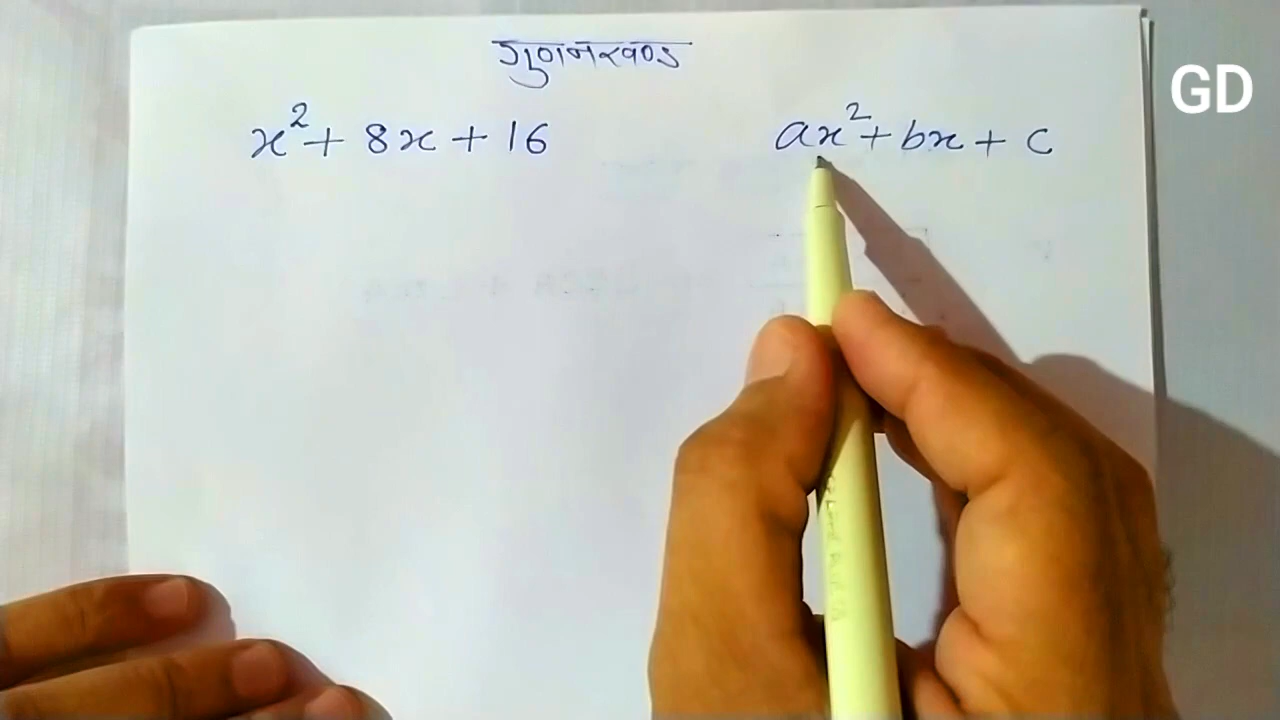 गुणनखण्ड
x² + 8x + 16
ax² + bx + c
GD